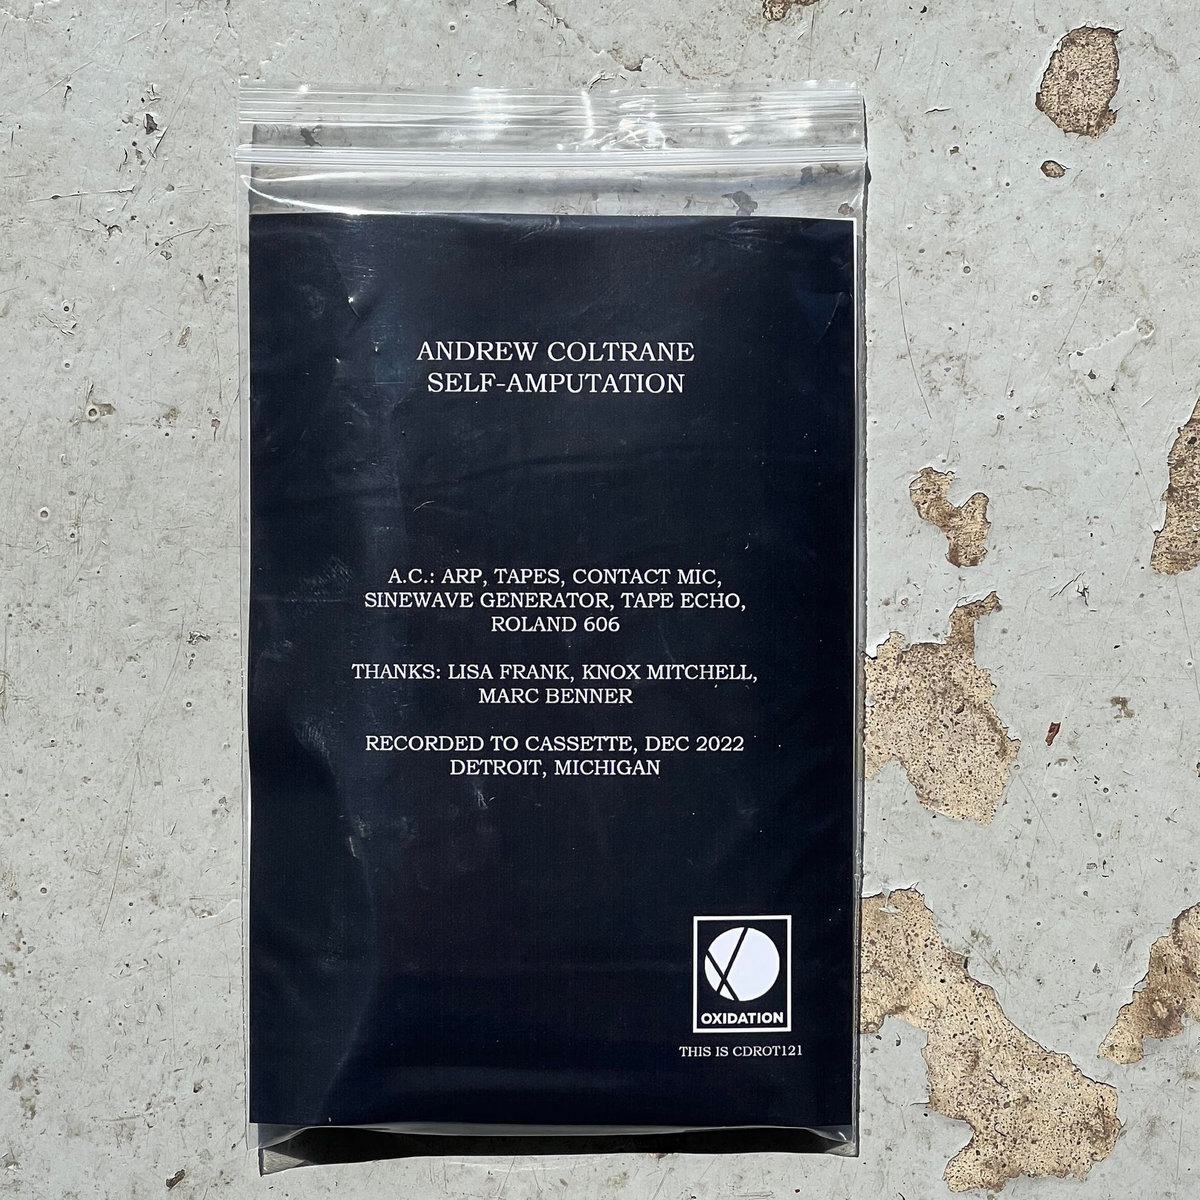 ANDREW COLTRANE
SELF-AMPUTATION
A.C.: ARP, TAPES, CONTACT MIC,
SINEWAVE GENERATOR, TAPE ECHO,
ROLAND 606
THANKS: LISA FRANK, KNOX MITCHELL,
MARC BENNER
RECORDED TO CASSETTE, DEC 2022
DETROIT, MICHIGAN
OXIDATION
THIS IS CDROT121